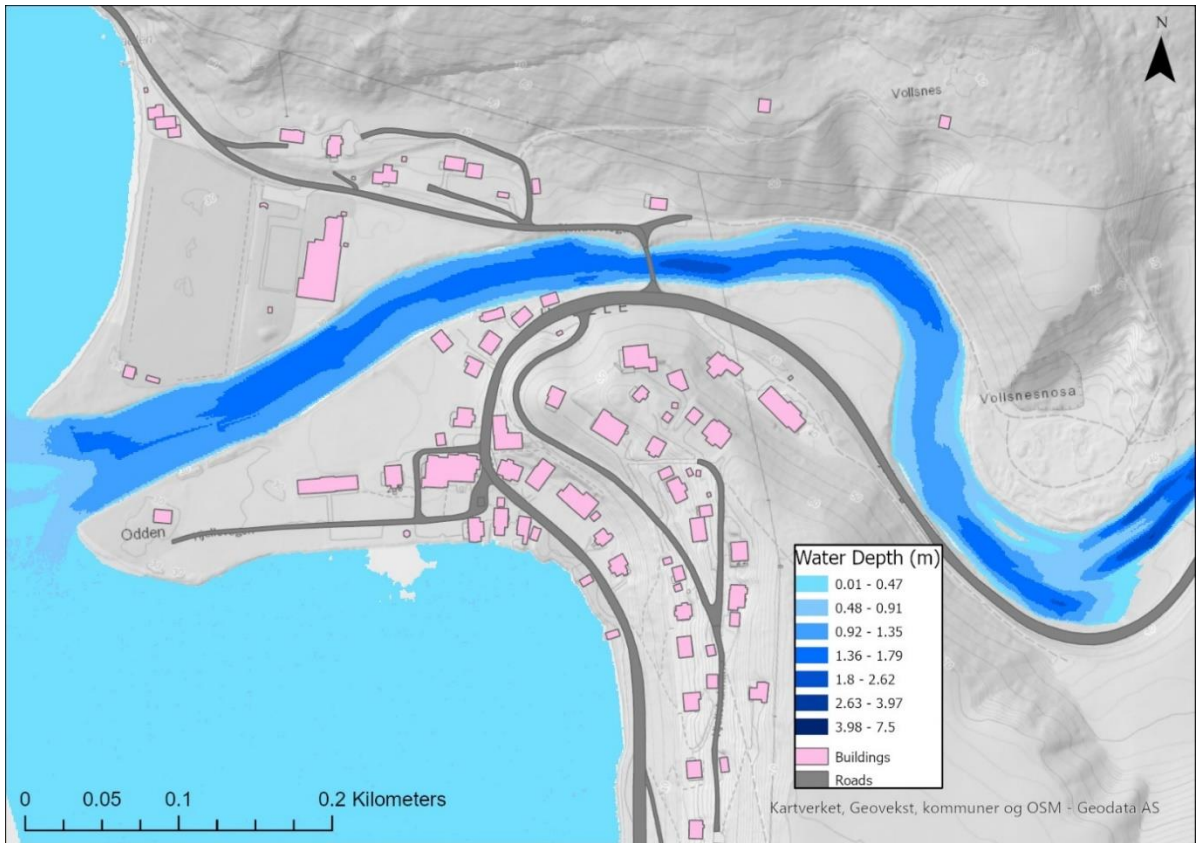 N
Vollsnes
Vollsnesnosa
Odden
Water Depth (m)
0.01 - 0.47
0.48 - 0.91
0.92 - 1.35
1.36 - 1.79
1.8 - 2.62
2.63 - 3.97
3.98 - 7.5
Buildings
Roads
0 0.05 0.1 0.2 Kilometers
Kartverket, Geovekst, kommuner og OSM - Geodata AS